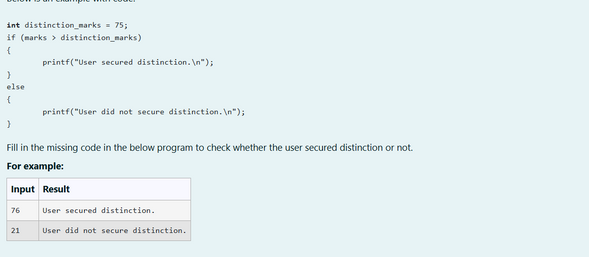 int distinction_marks = 75;
if (marks > distinction_marks)
{
printf("User secured distinction.\n");
}
else
{
printf("User did not secure distinction.\n");
}
Fill in the missing code in the below program to check whether the user secured distinction or not.
For example:
Input Result
76 User secured distinction.
21 User did not secure distinction.